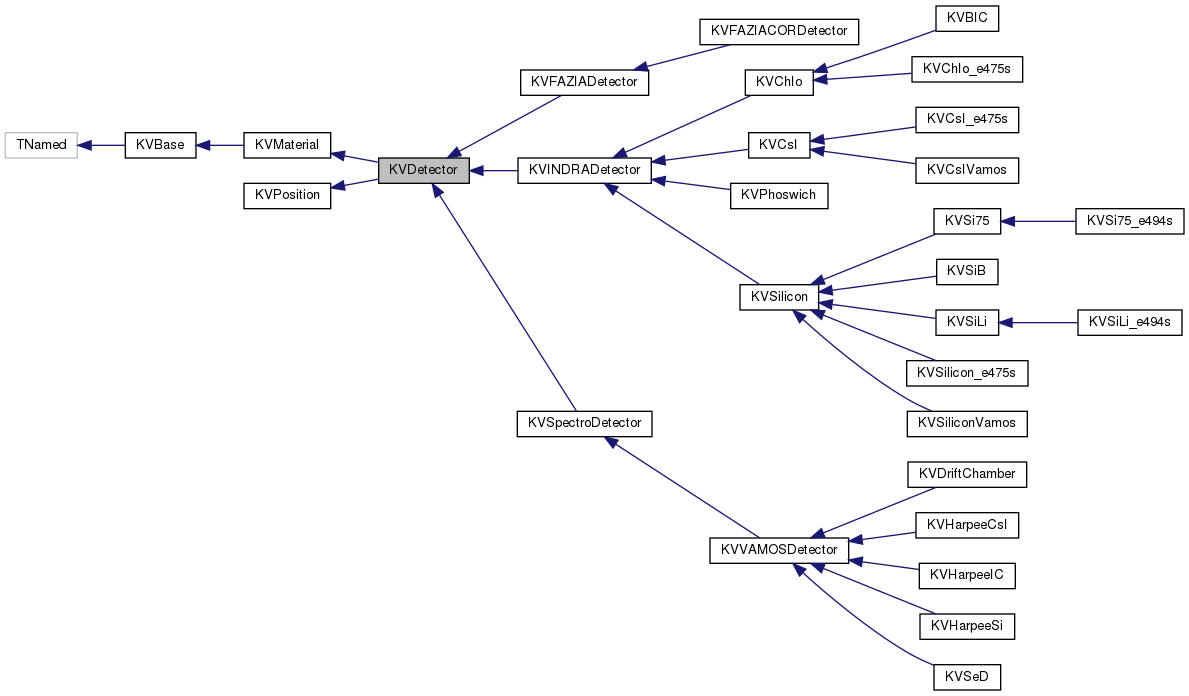 KVBIC
KVFAZIACORDetector
KVChIo_e475s
KVFAZIADetector
KVChIo
KVCsI_e475s
TNamed
KVBase
KVMaterial
KVCsI
KVDetector
KVINDRADetector
KVCsIVamos
KVPosition
KVPhoswich
KVSi75
KVSi75_e494s
KVSiB
KVSilicon
KVSiLi
KVSiLi_e494s
KVSilicon_e475s
KVSpectroDetector
KVSiliconVamos
KVDriftChamber
KVHarpeeCsI
KVVAMOSDetector
KVHarpeeIC
KVHarpeeSi
KVSeD